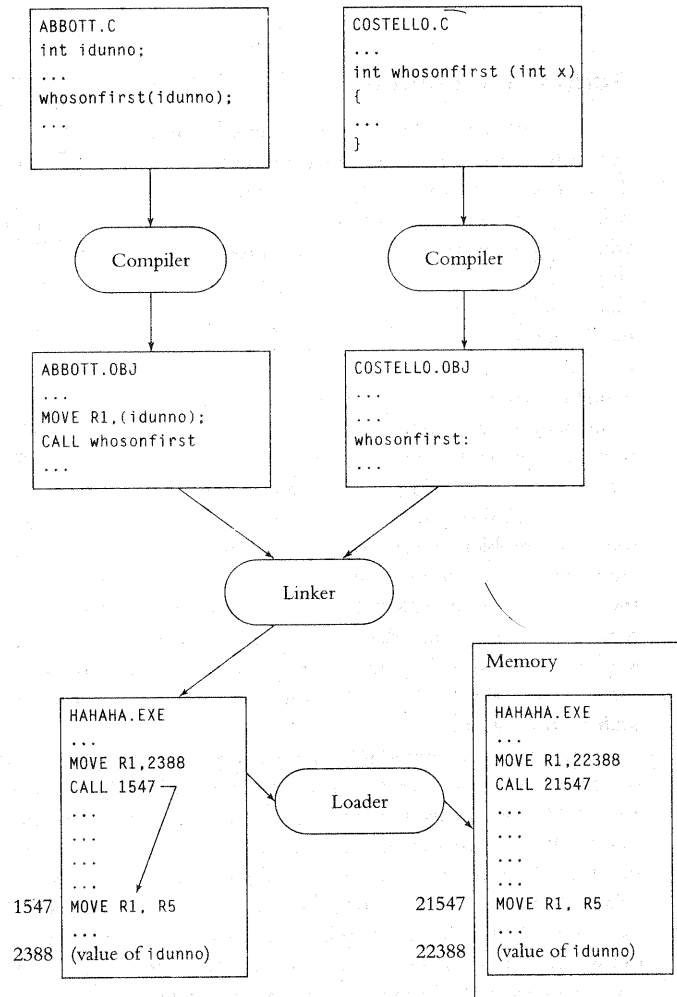 ABBOTT.C
int idunno;
...
whosonfirst(idunno);
...
COSTELLO.C
...
int whosonfirst (int x)
{
...
}
Compiler
Compiler
ABBOTT.OBJ
...
MOVE R1,(idunno);
CALL whosonfirst
...
COSTELLO.OBJ
...
...
whosonfirst:
...
Linker
HAHAHA.EXE
...
MOVE R1,2388
CALL 1547
...
...
...
...
1547 MOVE R1, R5
...
2388 (value of idunno)
Loader
Memory
HAHAHA.EXE
...
MOVE R1,22388
CALL 21547
...
...
...
...
21547 MOVE R1, R5
...
22388 (value of idunno)